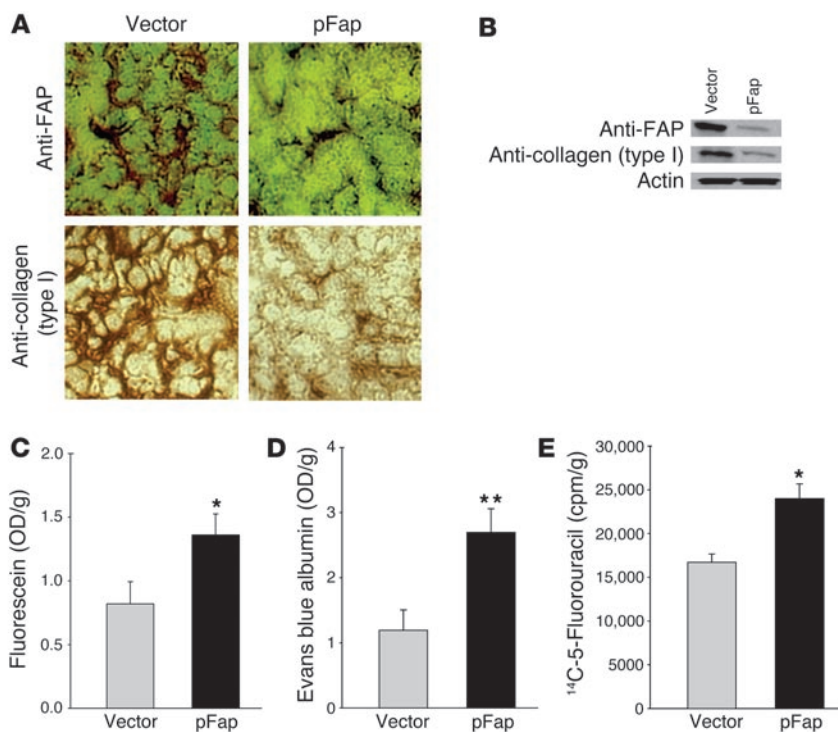 A
Vector
pFap
Anti-FAP
Anti-collagen
(type I)
B
Vector
pFap
Anti-FAP
Anti-collagen (type I)
Actin
C
Fluorescein (OD/g)
2.0
1.5
1.0
0.5
0.0
*
Vector
pFap
D
Evans blue albumin (OD/g)
4
3
2
1
0
**
Vector
pFap
E
¹⁴C-5-Fluorouracil (cpm/g)
30,000
25,000
20,000
15,000
10,000
5000
0
*
Vector
pFap